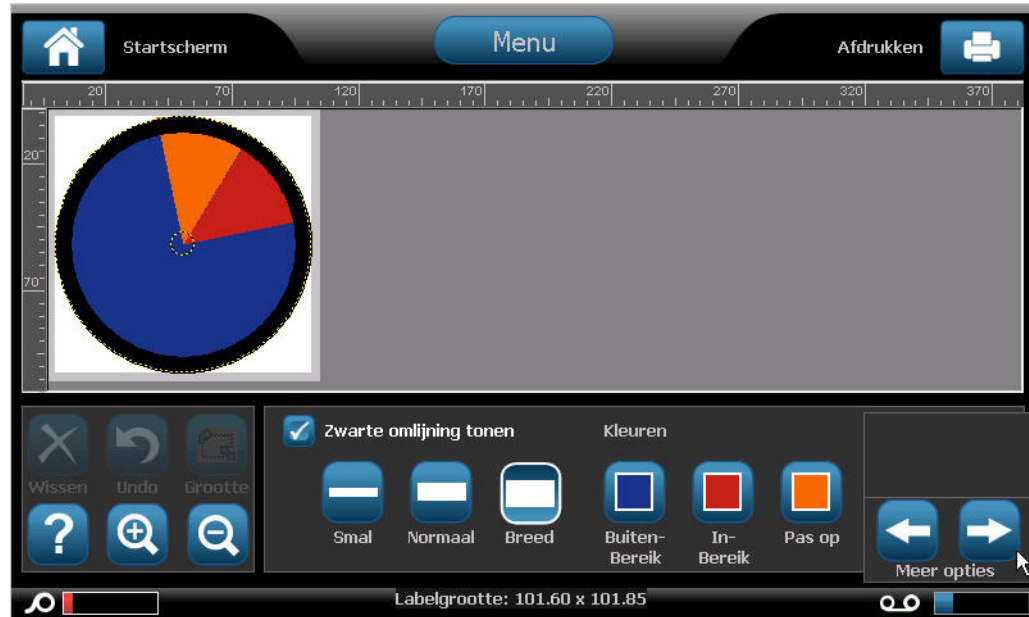 Startscherm
Menu
Afdrukken
20 70 120 170 220 270 320 370
20
70
Zwarte omlijning tonen
Kleuren
Wissen Undo Grootte
?
Smal Normaal Breed
Buiten-
Bereik
In-
Bereik
Pas op
Meer opties
Labelgrootte: 101.60 x 101.85